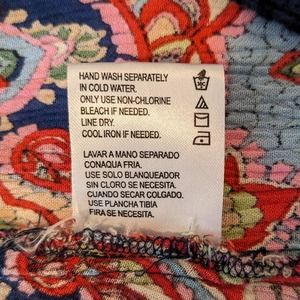 HAND WASH SEPARATELY
IN COLD WATER.
ONLY USE NON-CHLORINE
BLEACH IF NEEDED.
LINE DRY.
COOL IRON IF NEEDED.
LAVAR A MANO SEPARADO
CONAQUA FRIA.
USE SOLO BLANQUEADOR
SIN CLORO SE NECESITA.
CUANDO SECAR COLGADO.
USE PLANCHA TIBIA
FIRA SE NECESITA.